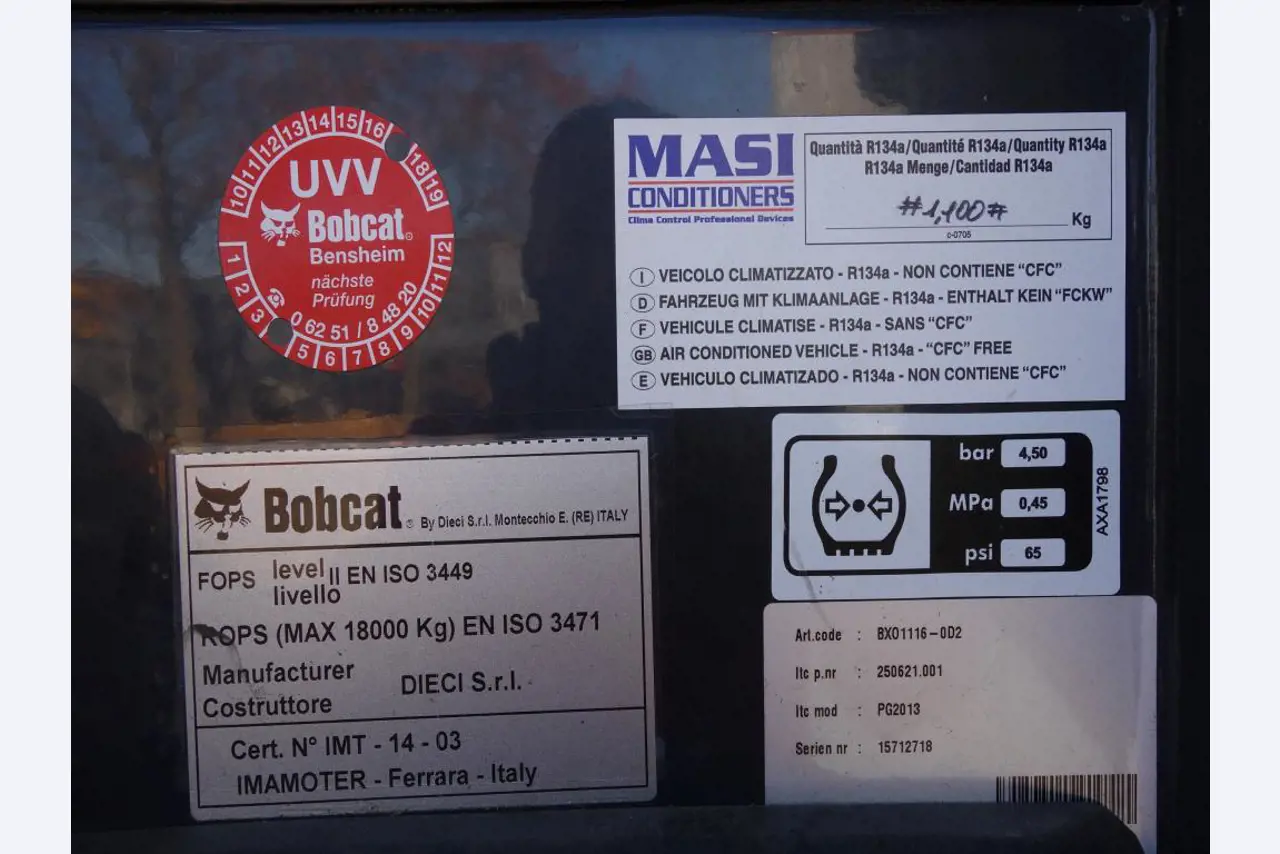 10 11 12 13 14 15 16 18 19
UVV
Bobcat
Bensheim
nächste
Prüfung
0 62 51 / 8 48 20
1 2 3 5 6 7 8 9 10 11 12
MASI
CONDITIONERS
Clima Control Professional Devices
Quantità R134a/Quantité R134a/Quantity R134a
R134a Menge/Cantidad R134a
#1,100# Kg
c-0705
I VEICOLO CLIMATIZZATO - R134a - NON CONTIENE “CFC”
D FAHRZEUG MIT KLIMAANLAGE - R134a - ENTHALT KEIN “FCKW”
F VEHICULE CLIMATISE - R134a - SANS “CFC”
GB AIR CONDITIONED VEHICLE - R134a - “CFC” FREE
E VEHICULO CLIMATIZADO - R134a - NON CONTIENE “CFC”
bar 4,50
MPa 0,45
psi 65
AXA1798
Bobcat ® By Dieci S.r.l. Montecchio E. (RE) ITALY
FOPS level II EN ISO 3449
livello
ROPS (MAX 18000 Kg) EN ISO 3471
Manufacturer
Costruttore
DIECI S.r.l.
Cert. N° IMT - 14 - 03
IMAMOTER - Ferrara - Italy
Art.code : BX01116-0D2
Itc p.nr : 250621.001
Itc mod : PG2013
Serien nr : 15712718